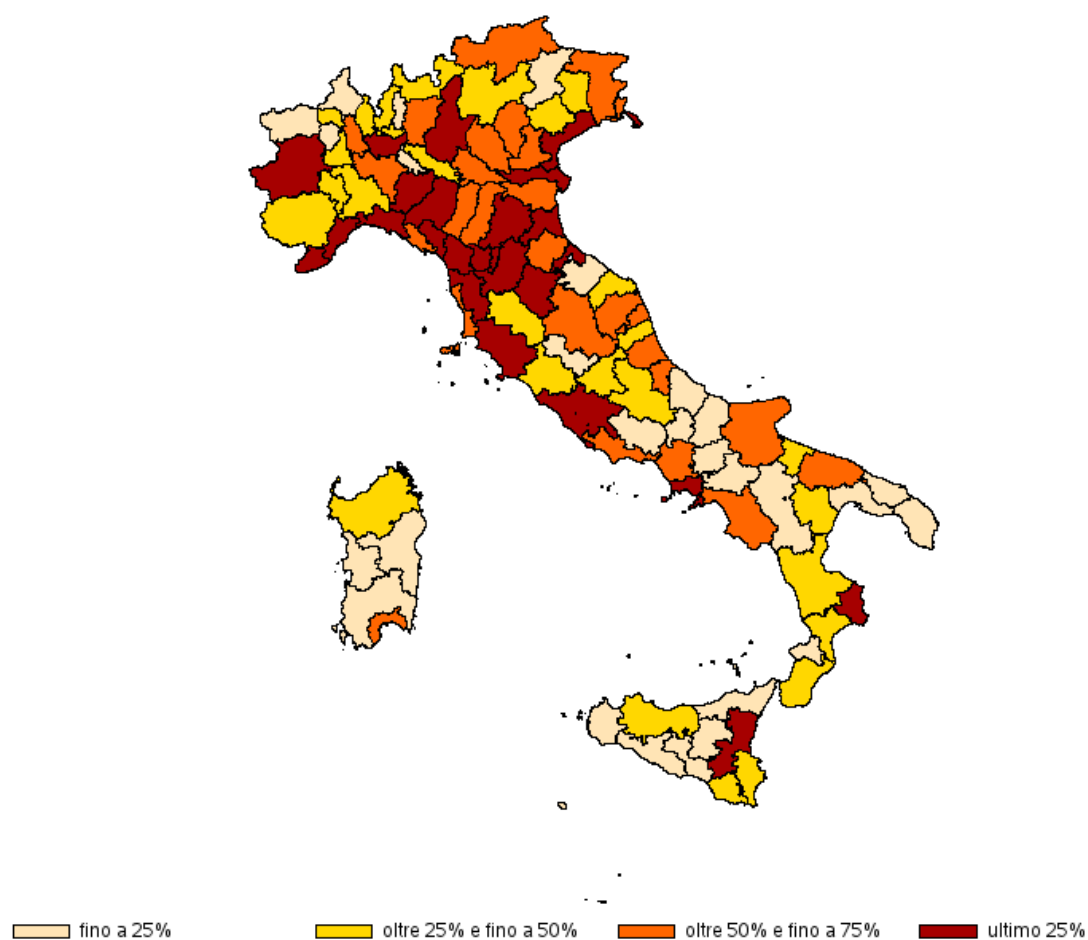 fino a 25%
oltre 25% e fino a 50%
oltre 50% e fino a 75%
ultimo 25%